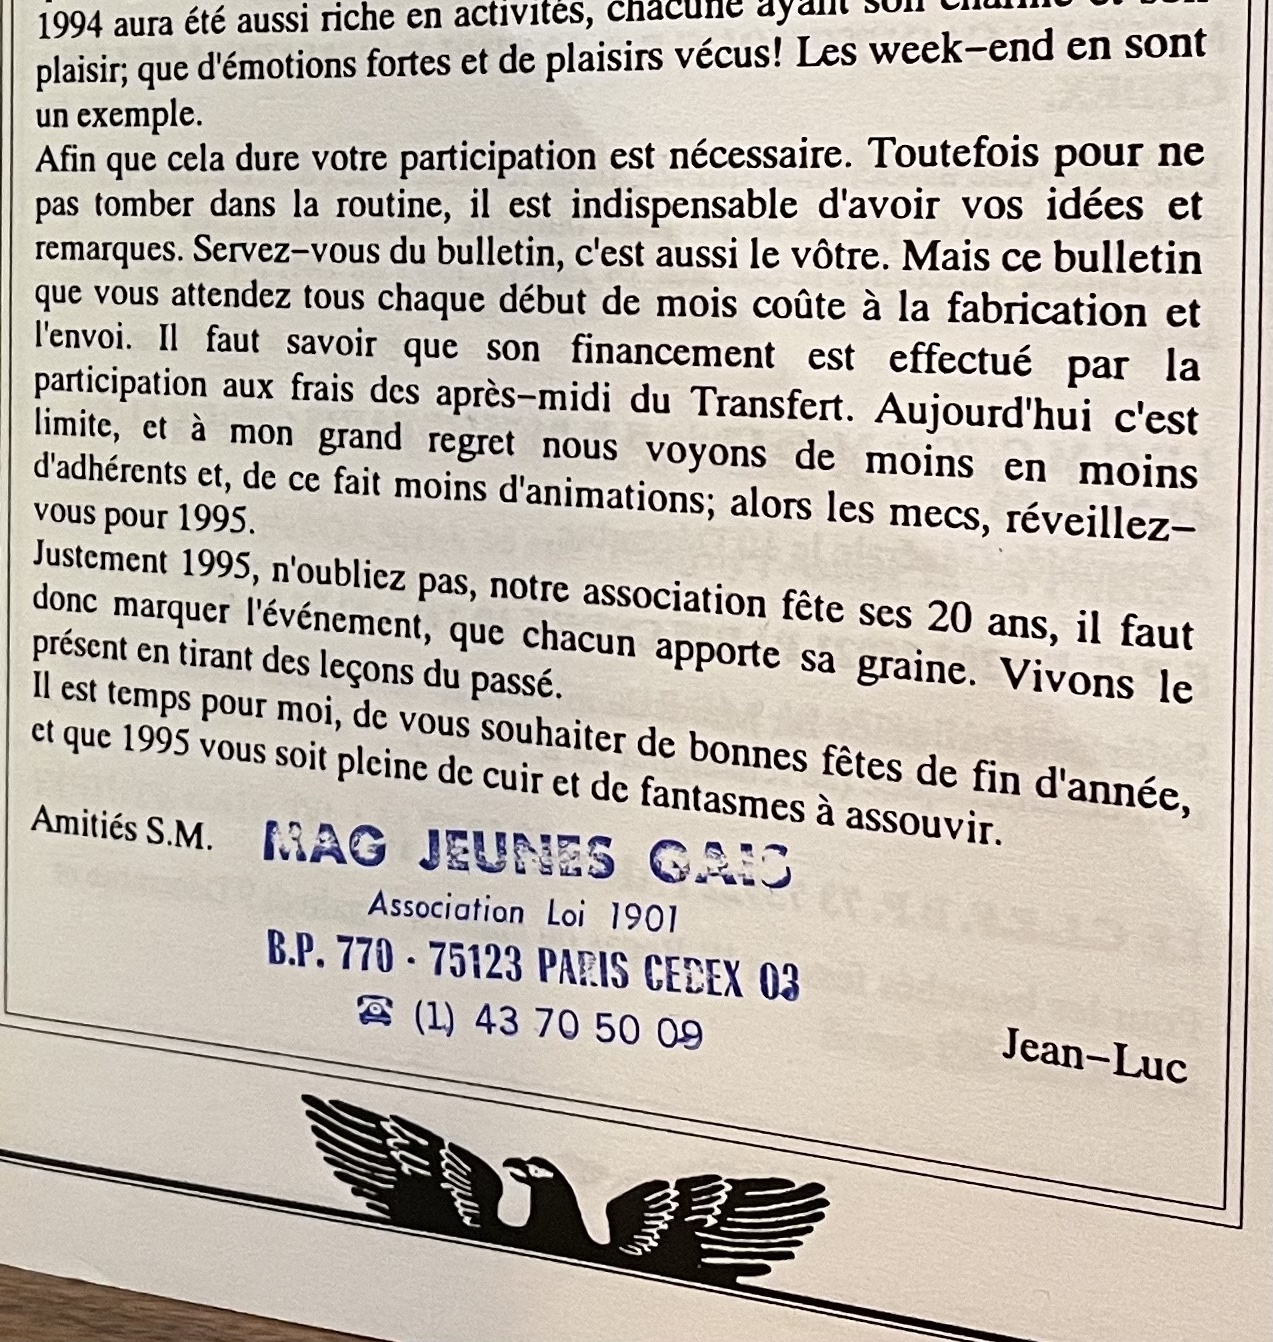 1994 aura été aussi riche en activités, chacune ayant son charme et son
plaisir; que d'émotions fortes et de plaisirs vécus! Les week-end en sont
un exemple.
Afin que cela dure votre participation est nécessaire. Toutefois pour ne
pas tomber dans la routine, il est indispensable d'avoir vos idées et
remarques. Servez-vous du bulletin, c'est aussi le vôtre. Mais ce bulletin
que vous attendez tous chaque début de mois coûte à la fabrication et
l'envoi. Il faut savoir que son financement est effectué par la
participation aux frais des après-midi du Transfert. Aujourd'hui c'est
limite, et à mon grand regret nous voyons de moins en moins
d'adhérents et, de ce fait moins d'animations; alors les mecs, réveillez-
vous pour 1995.
Justement 1995, n'oubliez pas, notre association fête ses 20 ans, il faut
donc marquer l'événement, que chacun apporte sa graine. Vivons le
présent en tirant des leçons du passé.
Il est temps pour moi, de vous souhaiter de bonnes fêtes de fin d'année,
et que 1995 vous soit pleine de cuir et de fantasmes à assouvir.
Amitiés S.M.
MAG JEUNES GAIS
Association Loi 1901
B.P. 770 - 75123 PARIS CEDEX 03
☎ (1) 43 70 50 09
Jean-Luc